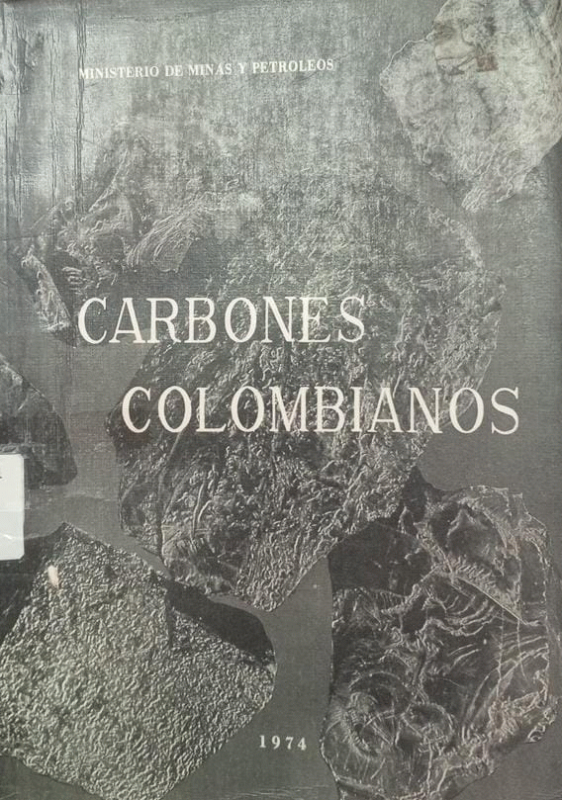 MINISTERIO DE MINAS Y PETROLEOS
CARBONES
COLOMBIANOS
1974